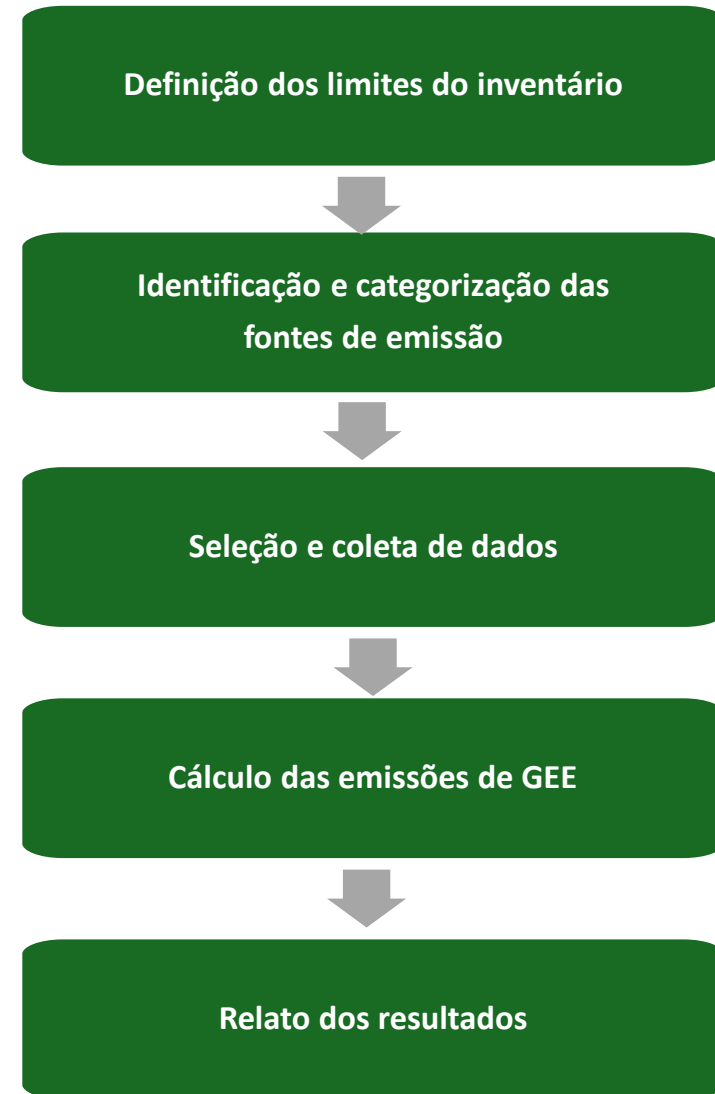 Definição dos limites do inventário
Identificação e categorização das
fontes de emissão
Seleção e coleta de dados
Cálculo das emissões de GEE
Relato dos resultados